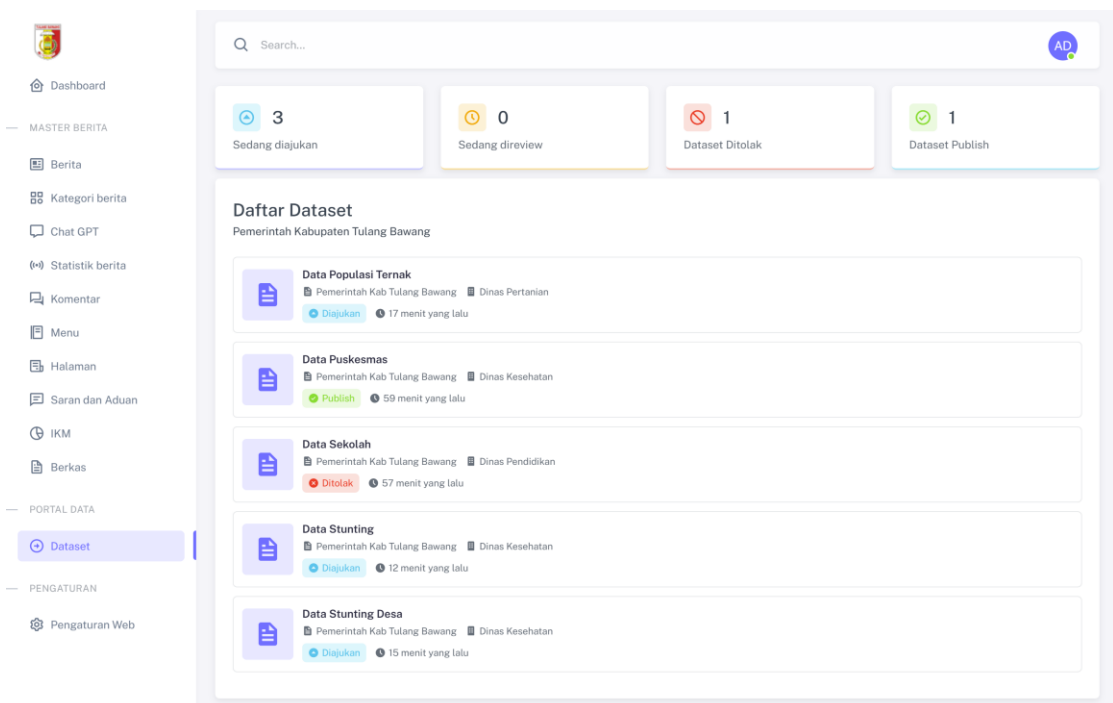 Search...
AD
Dashboard
MASTER BERITA
Berita
Kategori berita
Chat GPT
Statistik berita
Komentar
Menu
Halaman
Saran dan Aduan
IKM
Berkas
PORTAL DATA
Dataset
PENGATURAN
Pengaturan Web
3
Sedang diajukan
0
Sedang direview
1
Dataset Ditolak
1
Dataset Publish
Daftar Dataset
Pemerintah Kabupaten Tulang Bawang
Data Populasi Ternak
Pemerintah Kab Tulang Bawang Dinas Pertanian
Diajukan 17 menit yang lalu
Data Puskesmas
Pemerintah Kab Tulang Bawang Dinas Kesehatan
Publish 59 menit yang lalu
Data Sekolah
Pemerintah Kab Tulang Bawang Dinas Pendidikan
Ditolak 57 menit yang lalu
Data Stunting
Pemerintah Kab Tulang Bawang Dinas Kesehatan
Diajukan 12 menit yang lalu
Data Stunting Desa
Pemerintah Kab Tulang Bawang Dinas Kesehatan
Diajukan 15 menit yang lalu